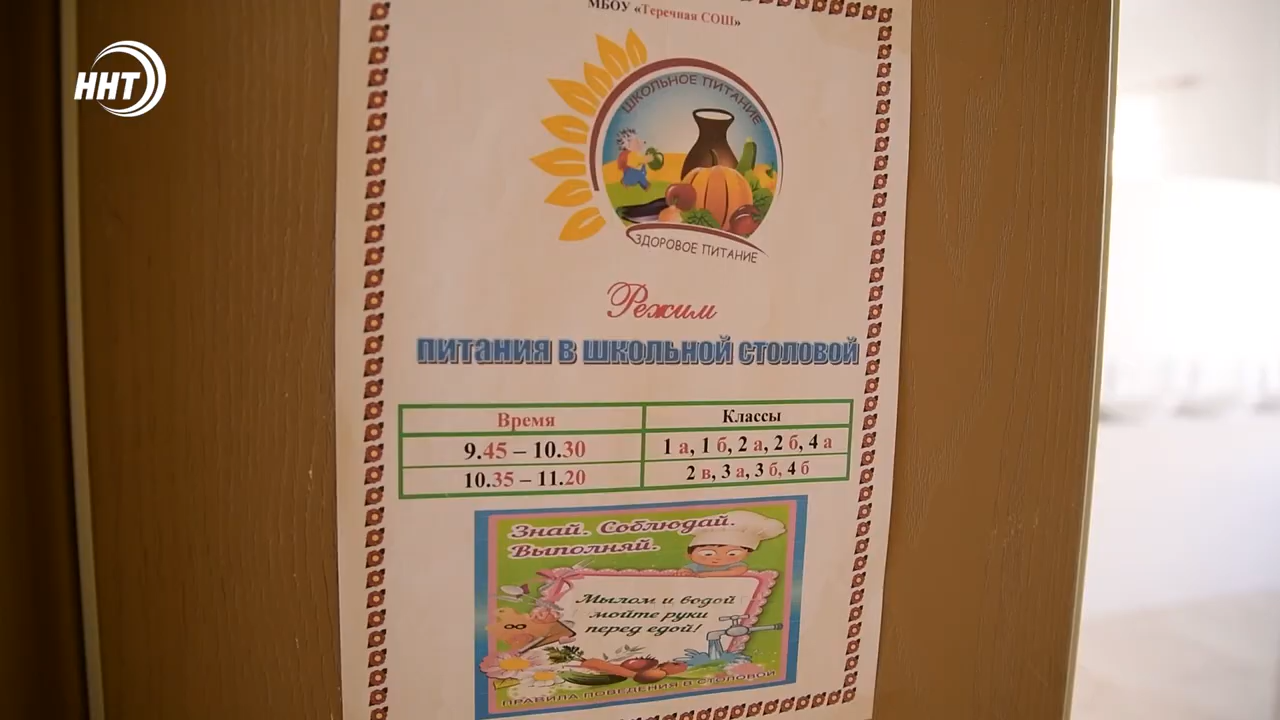 ННТ
МБОУ «Теречная СОШ»
ШКОЛЬНОЕ ПИТАНИЕ
ЗДОРОВОЕ ПИТАНИЕ
Режим
ПИТАНИЯ В ШКОЛЬНОЙ СТОЛОВОЙ
Время Классы
9.45 – 10.30 1 а, 1 б, 2 а, 2 б, 4 а
10.35 – 11.20 2 в, 3 а, 3 б, 4 б
Знай. Соблюдай.
Выполняй.
Мылом и водой
мойте руки
перед едой!
ПРАВИЛА ПОВЕДЕНИЯ В СТОЛОВОЙ